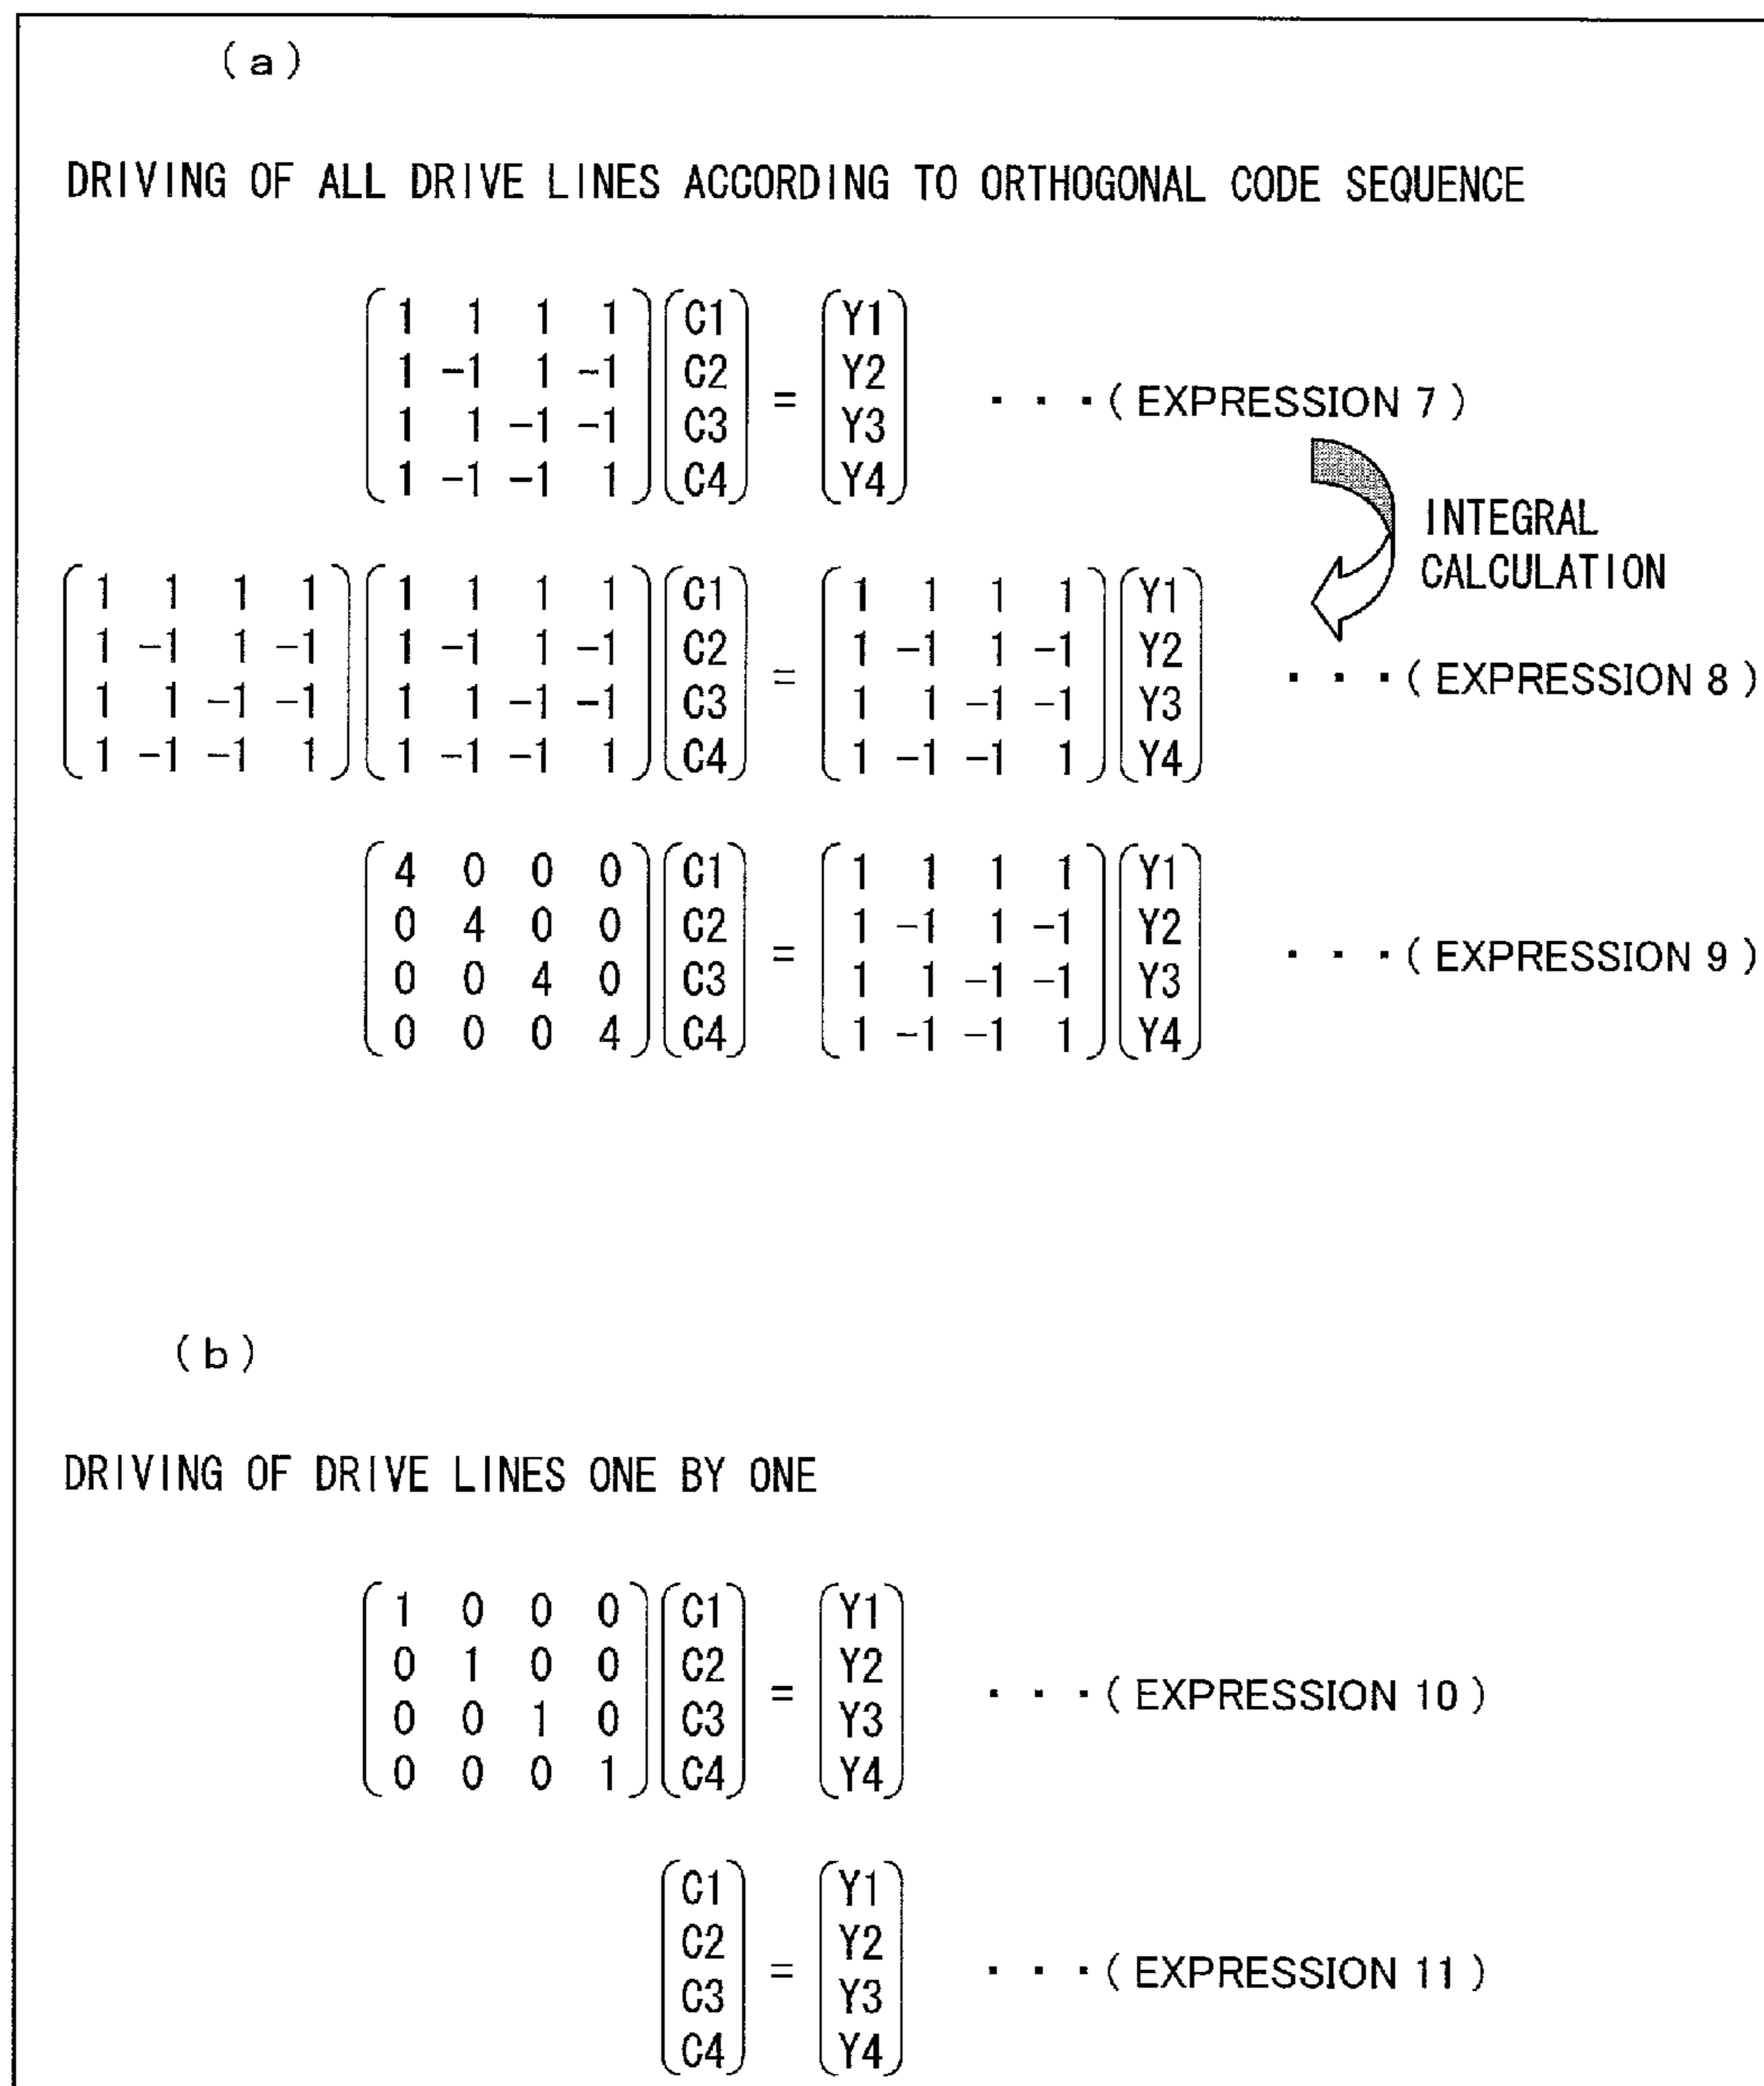 (a)
DRIVING OF ALL DRIVE LINES ACCORDING TO ORTHOGONAL CODE SEQUENCE
1 1 1 1 C1 Y1
1 -1 1 -1 C2 Y2
= ···(EXPRESSION 7)
1 1 -1 -1 C3 Y3
1 -1 -1 1 C4 Y4
INTEGRAL
CALCULATION
1 1 1 1 1 1 1 1 C1 1 1 1 1 Y1
1 -1 1 -1 1 -1 1 -1 C2 1 -1 1 -1 Y2
= ···(EXPRESSION 8)
1 1 -1 -1 1 1 -1 -1 C3 1 1 -1 -1 Y3
1 -1 -1 1 1 -1 -1 1 C4 1 -1 -1 1 Y4
4 0 0 0 C1 1 1 1 1 Y1
0 4 0 0 C2 1 -1 1 -1 Y2
= ···(EXPRESSION 9)
0 0 4 0 C3 1 1 -1 -1 Y3
0 0 0 4 C4 1 -1 -1 1 Y4
(b)
DRIVING OF DRIVE LINES ONE BY ONE
1 0 0 0 C1 Y1
0 1 0 0 C2 Y2
= ···(EXPRESSION 10)
0 0 1 0 C3 Y3
0 0 0 1 C4 Y4
C1 Y1
C2 Y2
= ···(EXPRESSION 11)
C3 Y3
C4 Y4